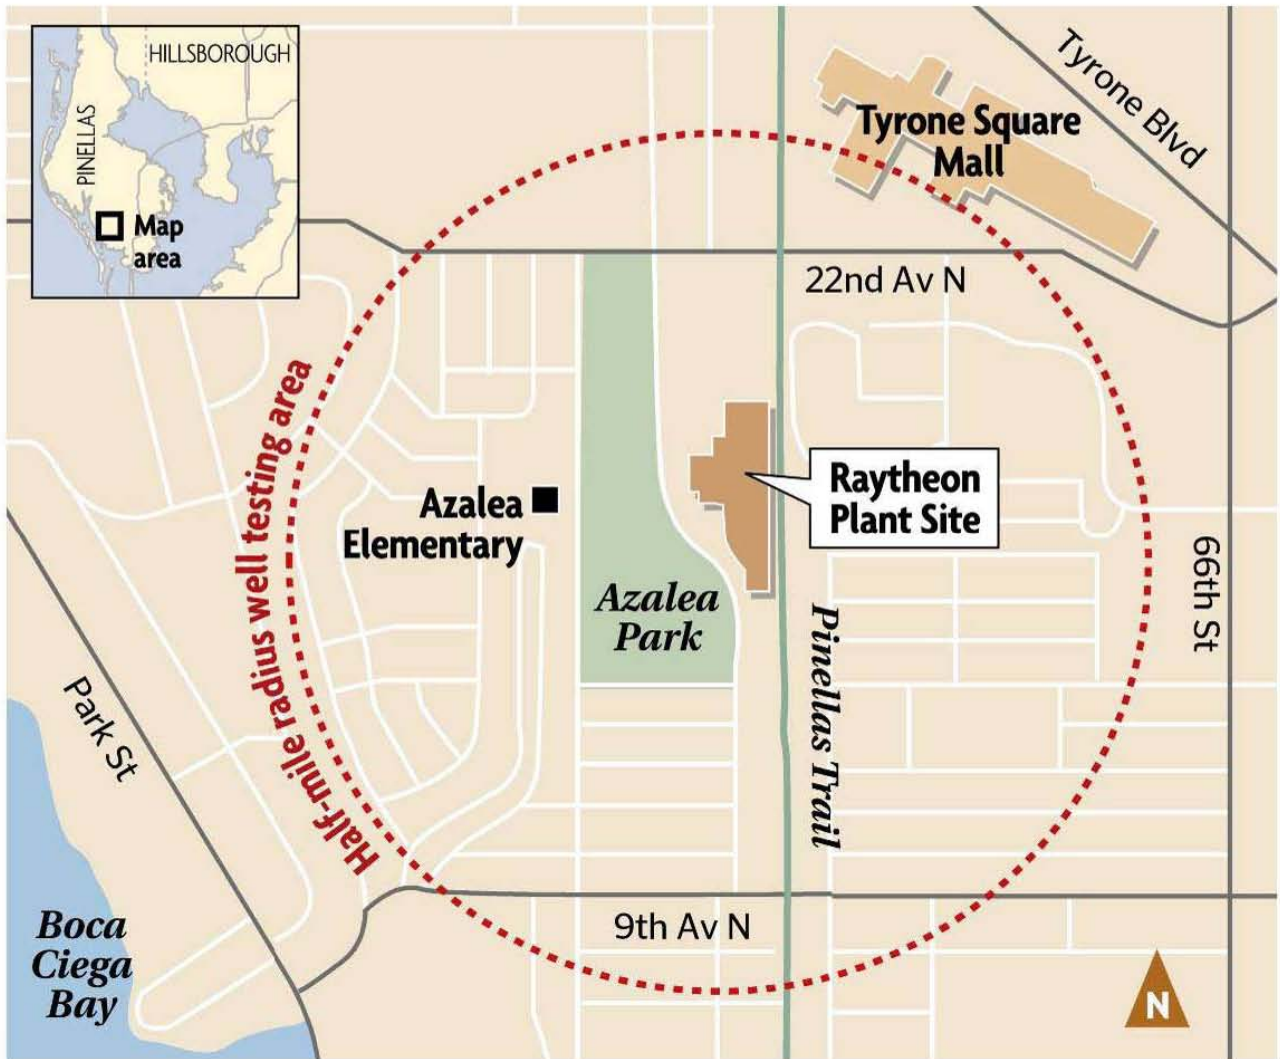 HILLSBOROUGH
PINELLAS
Map
area
Tyrone Blvd
Tyrone Square
Mall
22nd Av N
Half-mile radius well testing area
Azalea
Elementary
Raytheon
Plant Site
Azalea
Park
66th St
Pinellas Trail
Park St
9th Av N
Boca
Ciega
Bay
N